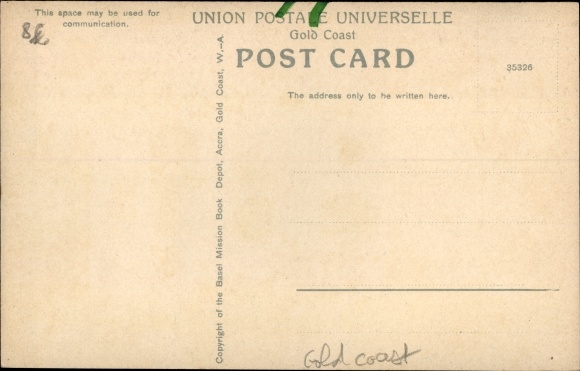 This space may be used for
communication.
UNION POSTALE UNIVERSELLE
Gold Coast
POST CARD
35326
The address only to be written here.
Copyright of the Basel Mission Book Depot, Accra, Gold Coast, W.-A.
Gold coast